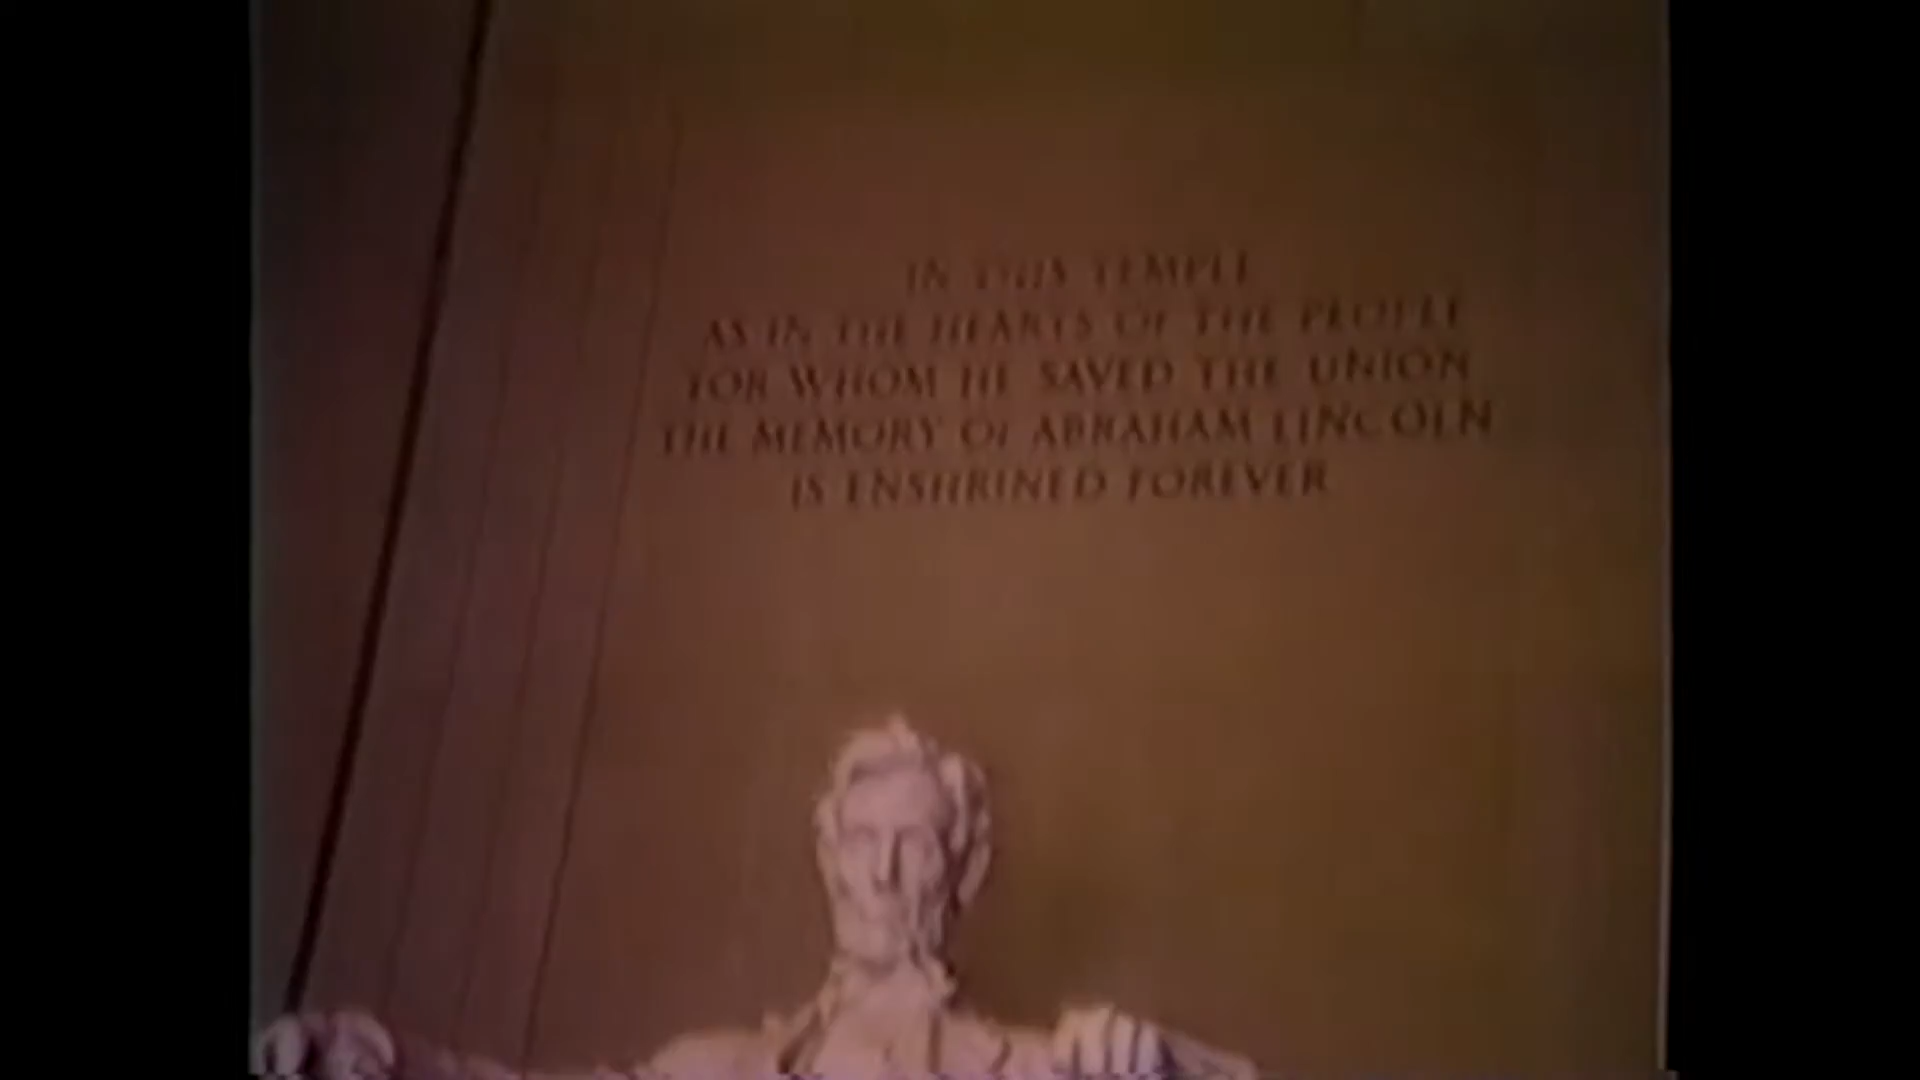 IN THIS TEMPLE
AS IN THE HEARTS OF THE PEOPLE
FOR WHOM HE SAVED THE UNION
THE MEMORY OF ABRAHAM LINCOLN
IS ENSHRINED FOREVER